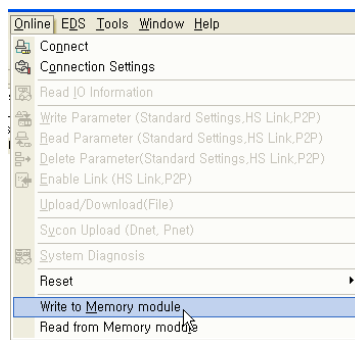 Online EDS Tools Window Help
Connect
Connection Settings
Read IO Information
Write Parameter (Standard Settings,HS Link,P2P)
Read Parameter (Standard Settings,HS Link,P2P)
Delete Parameter(Standard Settings,HS Link,P2P)
Enable Link (HS Link,P2P)
Upload/Download(File)
Sycon Upload (Dnet, Pnet)
System Diagnosis
Reset
Write to Memory module
Read from Memory module